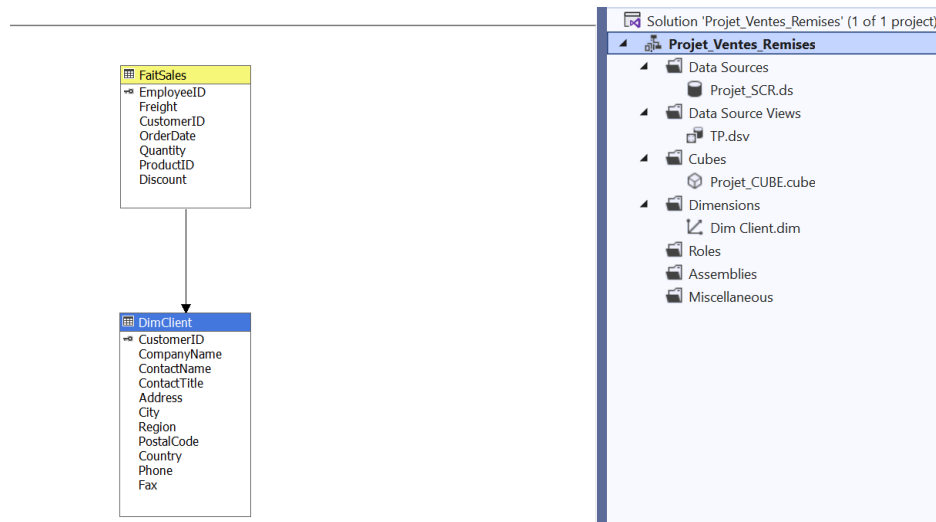 FaitSales
EmployeeID
Freight
CustomerID
OrderDate
Quantity
ProductID
Discount
DimClient
CustomerID
CompanyName
ContactName
ContactTitle
Address
City
Region
PostalCode
Country
Phone
Fax
Solution 'Projet_Ventes_Remises' (1 of 1 project)
Projet_Ventes_Remises
Data Sources
Projet_SCR.ds
Data Source Views
TP.dsv
Cubes
Projet_CUBE.cube
Dimensions
Dim Client.dim
Roles
Assemblies
Miscellaneous